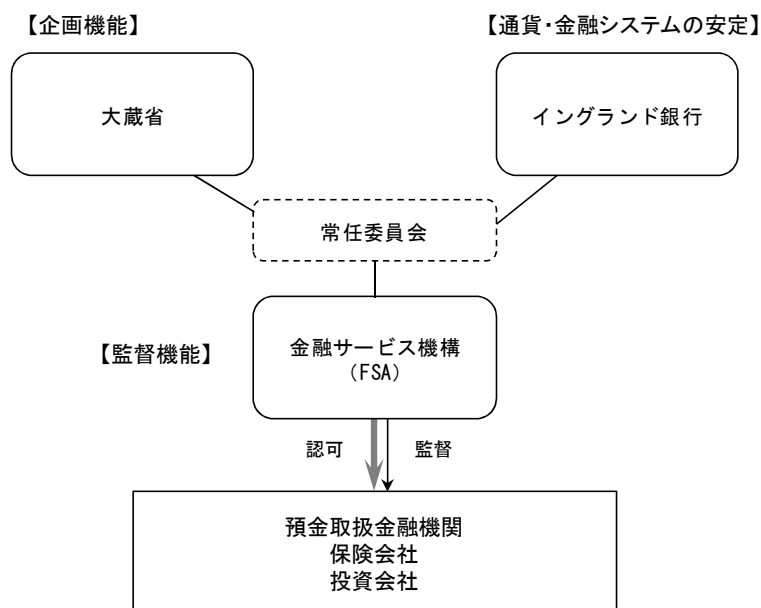 【企画機能】
【通貨・金融システムの安定】
大蔵省
イングランド銀行
常任委員会
【監督機能】
金融サービス機構
（FSA）
認可
監督
預金取扱金融機関
保険会社
投資会社